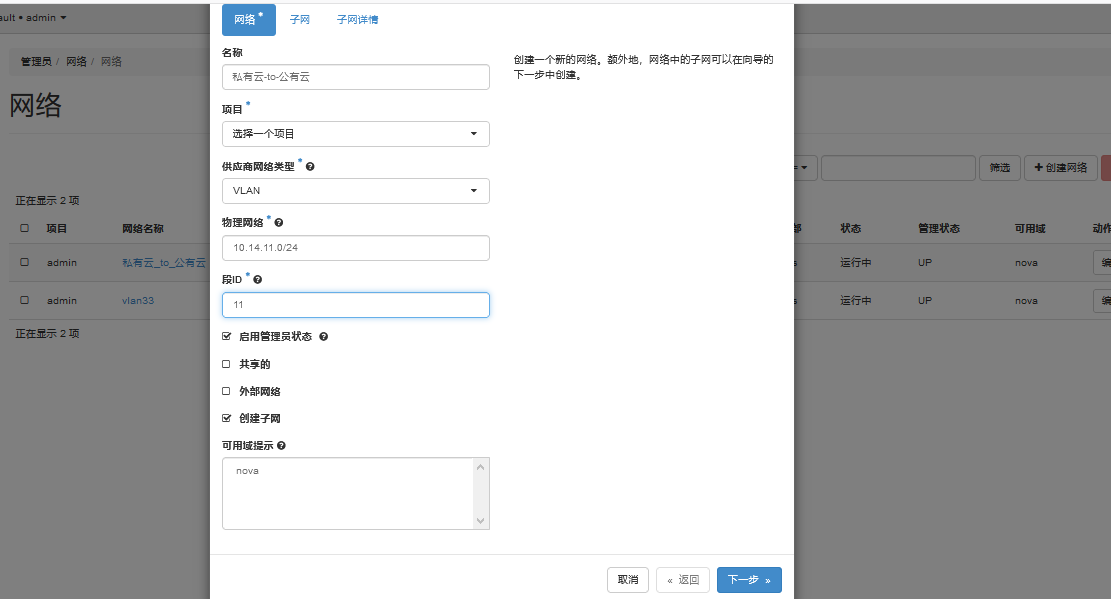 ault • admin
网络 *
子网
子网详情
管理员 / 网络 / 网络
网络
名称
私有云-to-公有云
创建一个新的网络。额外地，网络中的子网可以在向导的
下一步中创建。
项目 *
选择一个项目
供应商网络类型 *
VLAN
筛选
创建网络
物理网络 *
10.14.11.0/24
正在显示 2 项
项目 网络名称 状态 管理状态 可用域 动作
admin 私有云_to_公有云 运行中 UP nova 编
admin vlan33 运行中 UP nova 编
正在显示 2 项
段ID *
11
启用管理员状态
共享的
外部网络
创建子网
可用域提示
nova
取消
« 返回
下一步 »